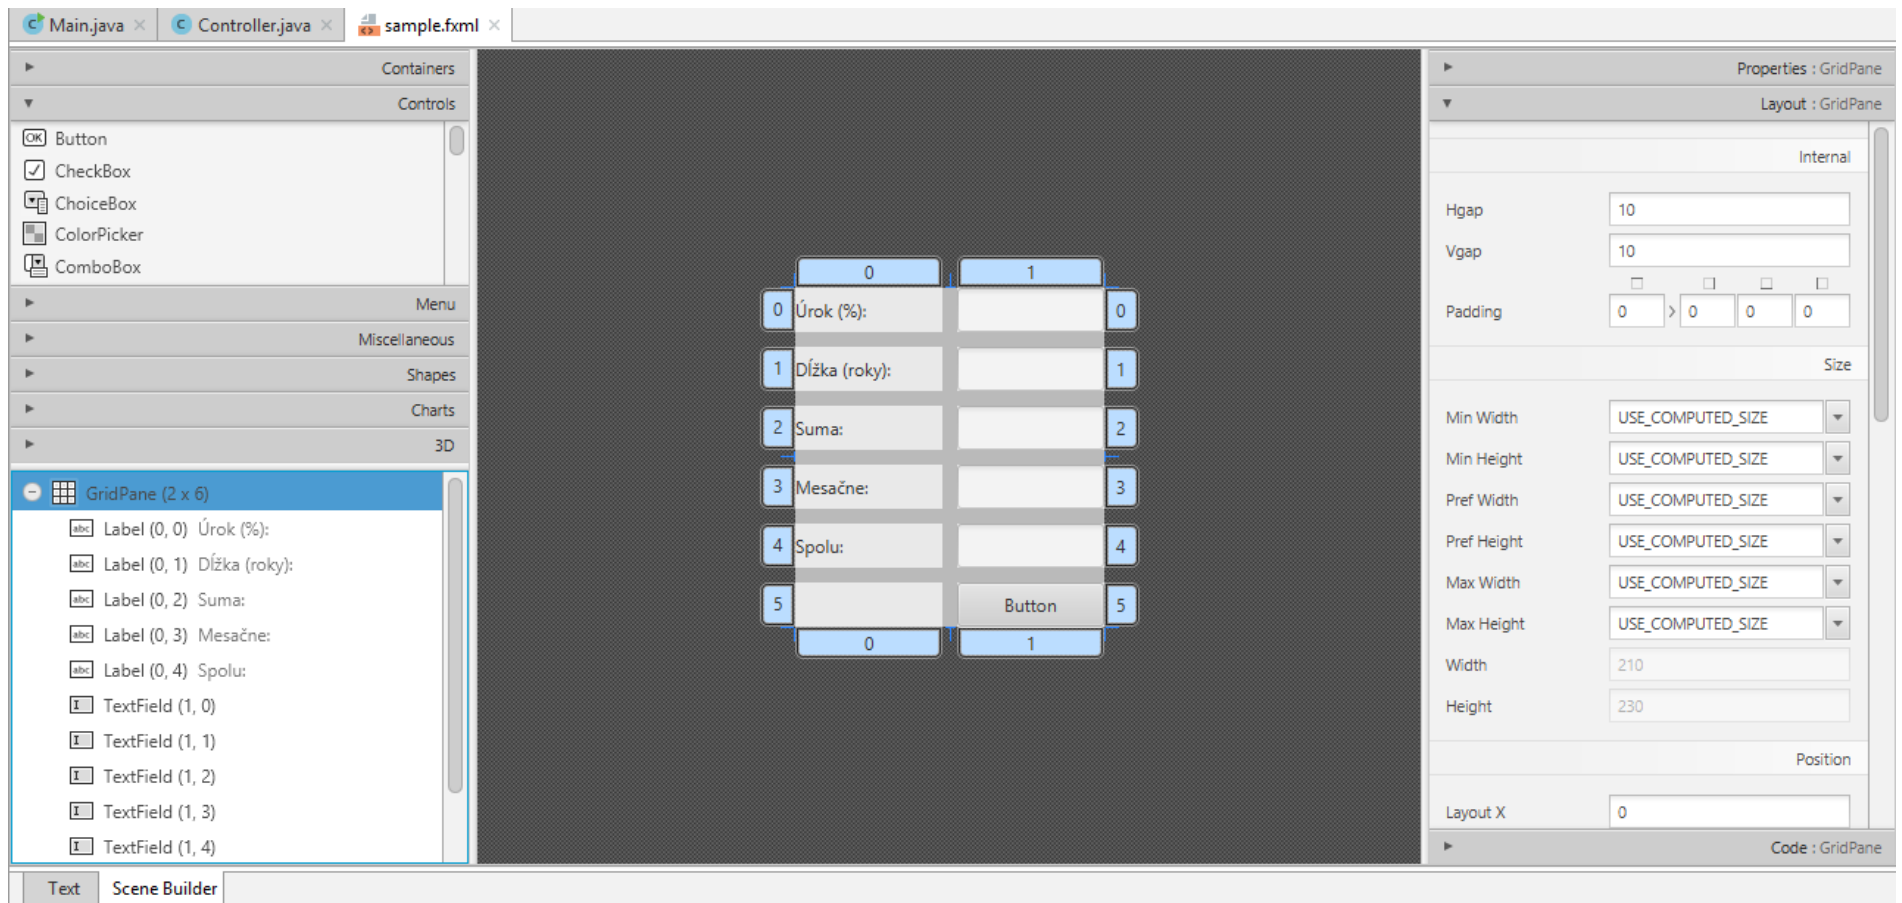 Main.java
Controller.java
sample.fxml
Containers
Controls
OK Button
CheckBox
ChoiceBox
ColorPicker
ComboBox
Menu
Miscellaneous
Shapes
Charts
3D
GridPane (2 x 6)
abc Label (0, 0) Úrok (%):
abc Label (0, 1) Dĺžka (roky):
abc Label (0, 2) Suma:
abc Label (0, 3) Mesačne:
abc Label (0, 4) Spolu:
TextField (1, 0)
TextField (1, 1)
TextField (1, 2)
TextField (1, 3)
TextField (1, 4)
Text Scene Builder
0 1
0 Úrok (%): 0
1 Dĺžka (roky): 1
2 Suma: 2
3 Mesačne: 3
4 Spolu: 4
5 Button 5
0 1
Properties : GridPane
Layout : GridPane
Internal
Hgap 10
Vgap 10
Padding 0 0 0 0
Size
Min Width USE_COMPUTED_SIZE
Min Height USE_COMPUTED_SIZE
Pref Width USE_COMPUTED_SIZE
Pref Height USE_COMPUTED_SIZE
Max Width USE_COMPUTED_SIZE
Max Height USE_COMPUTED_SIZE
Width 210
Height 230
Position
Layout X 0
Code : GridPane